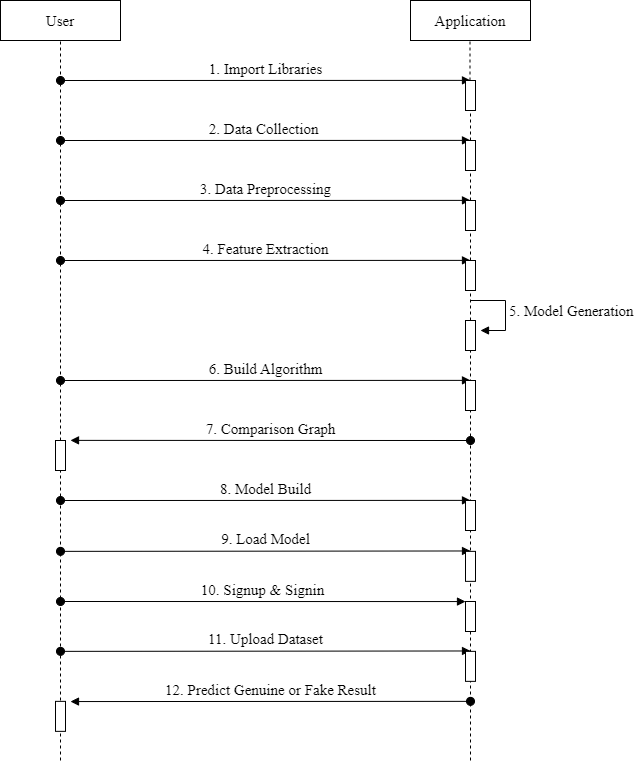 User
Application
1. Import Libraries
2. Data Collection
3. Data Preprocessing
4. Feature Extraction
5. Model Generation
6. Build Algorithm
7. Comparison Graph
8. Model Build
9. Load Model
10. Signup & Signin
11. Upload Dataset
12. Predict Genuine or Fake Result